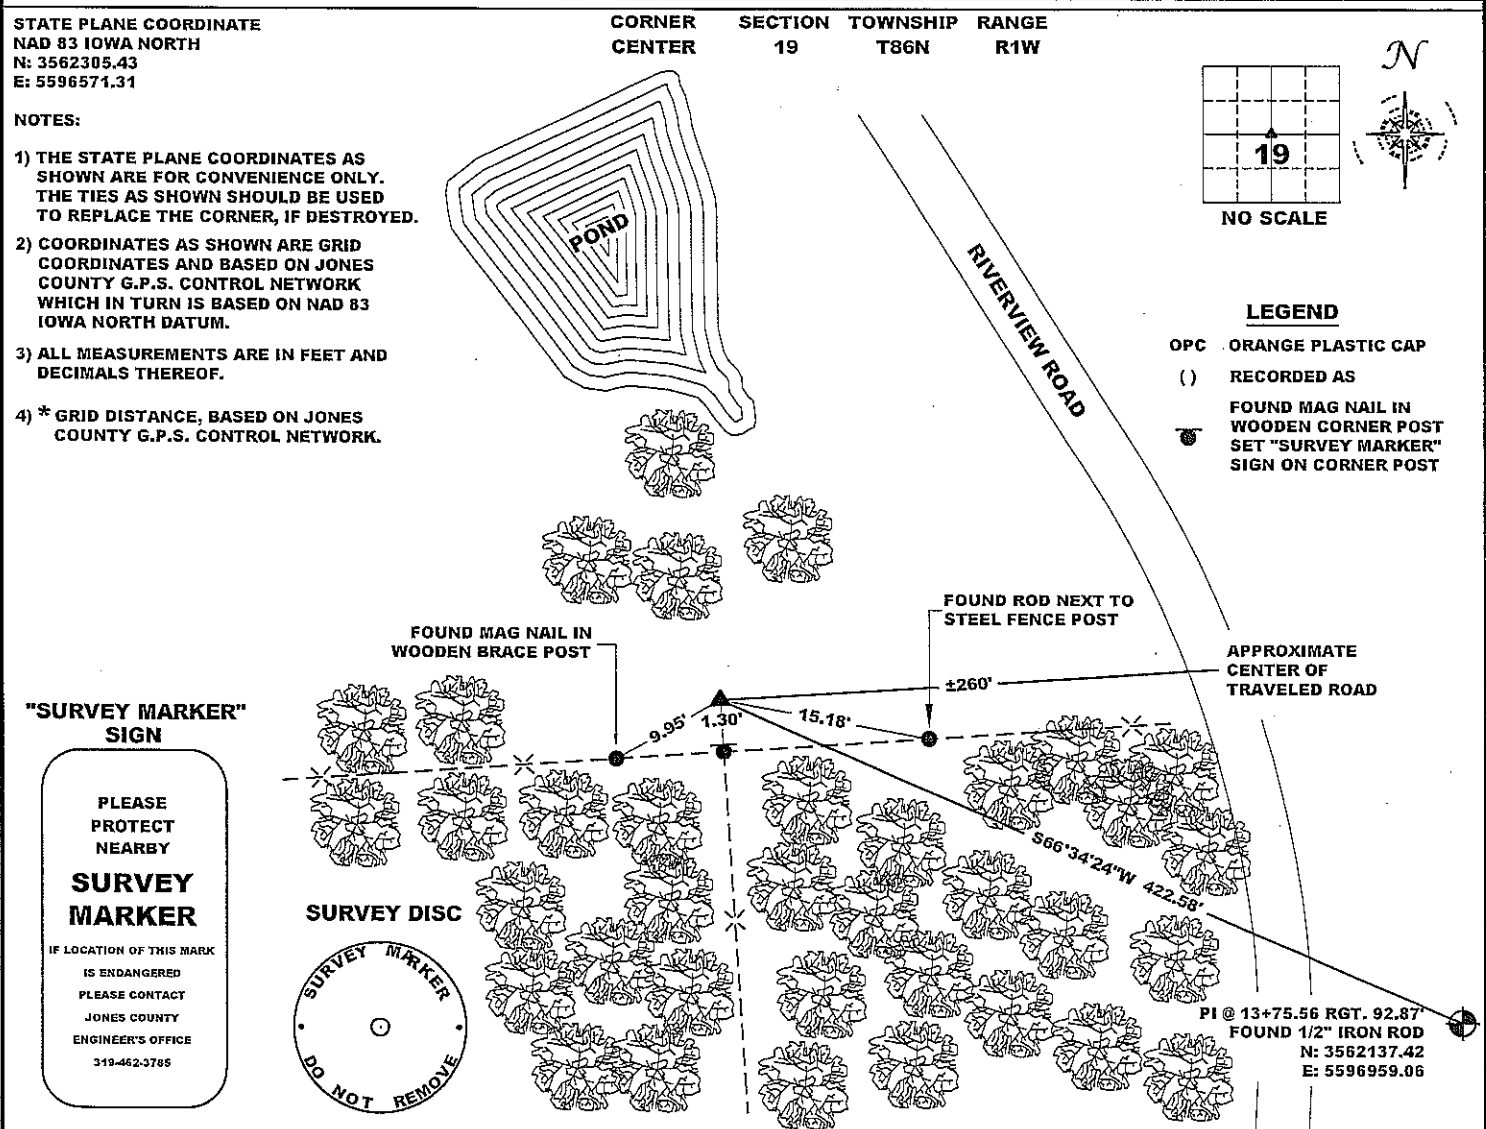 STATE PLANE COORDINATE
NAD 83 IOWA NORTH
N: 3562305.43
E: 5596571.31
NOTES:
1) THE STATE PLANE COORDINATES AS
SHOWN ARE FOR CONVENIENCE ONLY.
THE TIES AS SHOWN SHOULD BE USED
TO REPLACE THE CORNER, IF DESTROYED.
2) COORDINATES AS SHOWN ARE GRID
COORDINATES AND BASED ON JONES
COUNTY G.P.S. CONTROL NETWORK
WHICH IN TURN IS BASED ON NAD 83
IOWA NORTH DATUM.
3) ALL MEASUREMENTS ARE IN FEET AND
DECIMALS THEREOF.
4) * GRID DISTANCE, BASED ON JONES
COUNTY G.P.S. CONTROL NETWORK.
CORNER SECTION TOWNSHIP RANGE
CENTER 19 T86N R1W
N
19
NO SCALE
POND
RIVERVIEW ROAD
LEGEND
OPC ORANGE PLASTIC CAP
( ) RECORDED AS
FOUND MAG NAIL IN
WOODEN CORNER POST
SET "SURVEY MARKER"
SIGN ON CORNER POST
FOUND ROD NEXT TO
STEEL FENCE POST
FOUND MAG NAIL IN
WOODEN BRACE POST
APPROXIMATE
CENTER OF
TRAVELED ROAD
±260'
9.95'
1.30'
15.18'
S66°34'24"W 422.58'
"SURVEY MARKER"
SIGN
PLEASE
PROTECT
NEARBY
SURVEY
MARKER
IF LOCATION OF THIS MARK
IS ENDANGERED
PLEASE CONTACT
JONES COUNTY
ENGINEER'S OFFICE
319-462-3785
SURVEY DISC
SURVEY MARKER
DO NOT REMOVE
PI @ 13+75.56 RGT. 92.87'
FOUND 1/2" IRON ROD
N: 3562137.42
E: 5596959.06